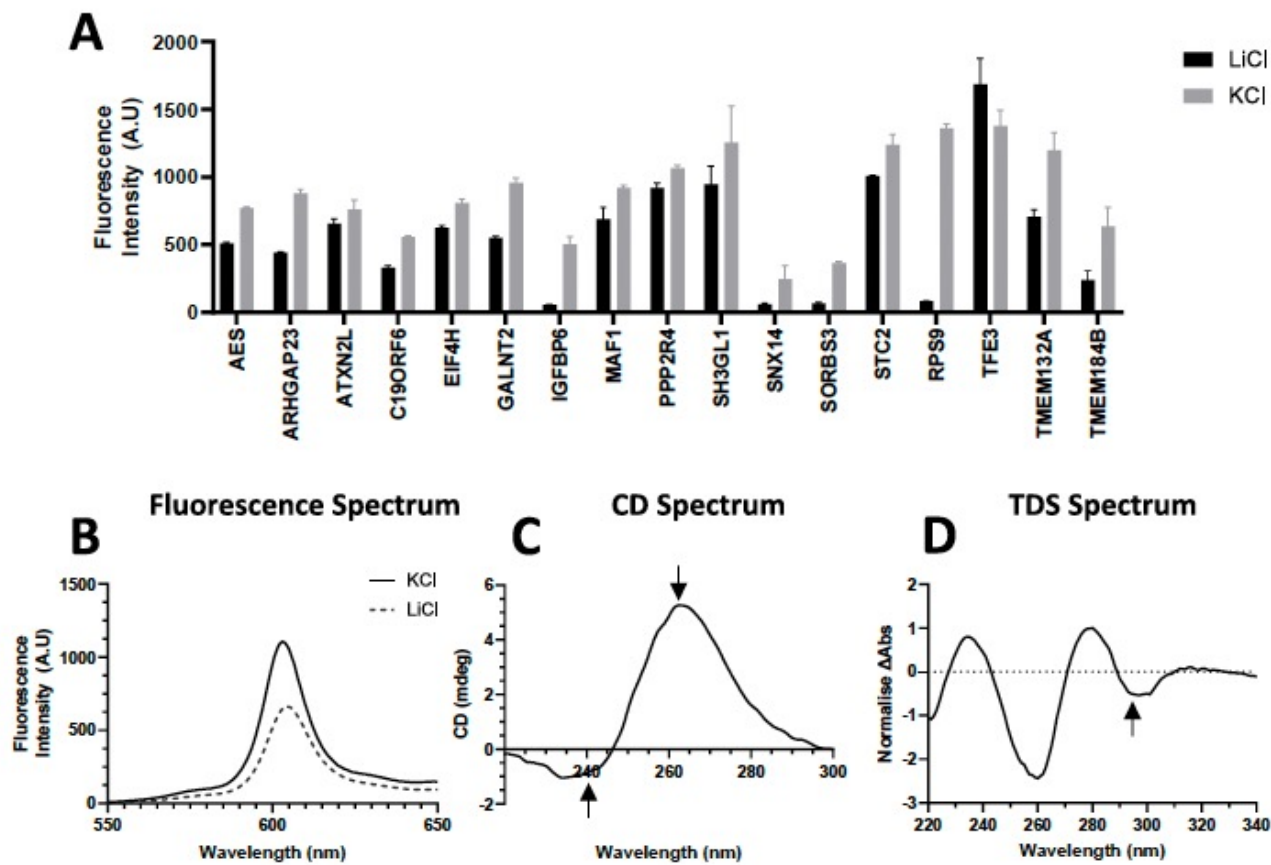 A
2000
1500
1000
500
0
Fluorescence
Intensity (A.U)
LiCl
KCl
AES
ARHGAP23
ATXN2L
C19ORF6
EIF4H
GALNT2
IGFBP6
MAF1
PPP2R4
SH3GL1
SNX14
SORBS3
STC2
RPS9
TFE3
TMEM132A
TMEM184B
Fluorescence Spectrum
B
KCl
LiCl
1500
1000
500
0
Fluorescence
Intensity (A.U)
550
600
650
Wavelength (nm)
CD Spectrum
C
6
4
2
0
-2
CD (mdeg)
240
260
280
300
Wavelength (nm)
TDS Spectrum
D
2
1
0
-1
-2
-3
Normalise ΔAbs
220
240
260
280
300
320
340
Wavelength (nm)